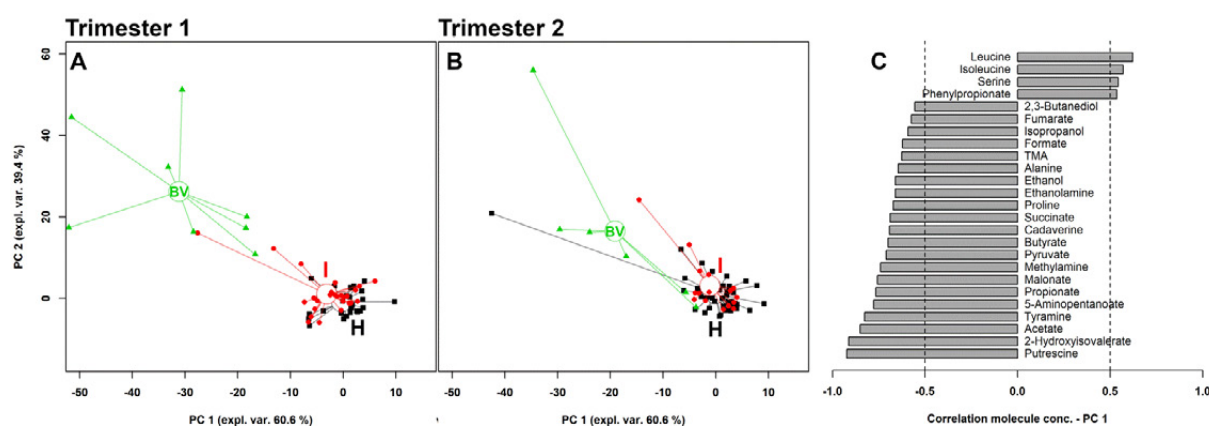 Trimester 1
Trimester 2
A
B
C
60
40
20
0
PC 2 (expl. var. 39.4 %)
BV
I
H
-50
-40
-30
-20
-10
0
10
PC 1 (expl. var. 60.6 %)
BV
I
H
-50
-40
-30
-20
-10
0
10
PC 1 (expl. var. 60.6 %)
Leucine
Isoleucine
Serine
Phenylpropionate
2,3-Butanediol
Fumarate
Isopropanol
Formate
TMA
Alanine
Ethanol
Ethanolamine
Proline
Succinate
Cadaverine
Butyrate
Pyruvate
Methylamine
Malonate
Propionate
5-Aminopentanoate
Tyramine
Acetate
2-Hydroxyisovalerate
Putrescine
-1.0
-0.5
0.0
0.5
1.0
Correlation molecule conc. - PC 1